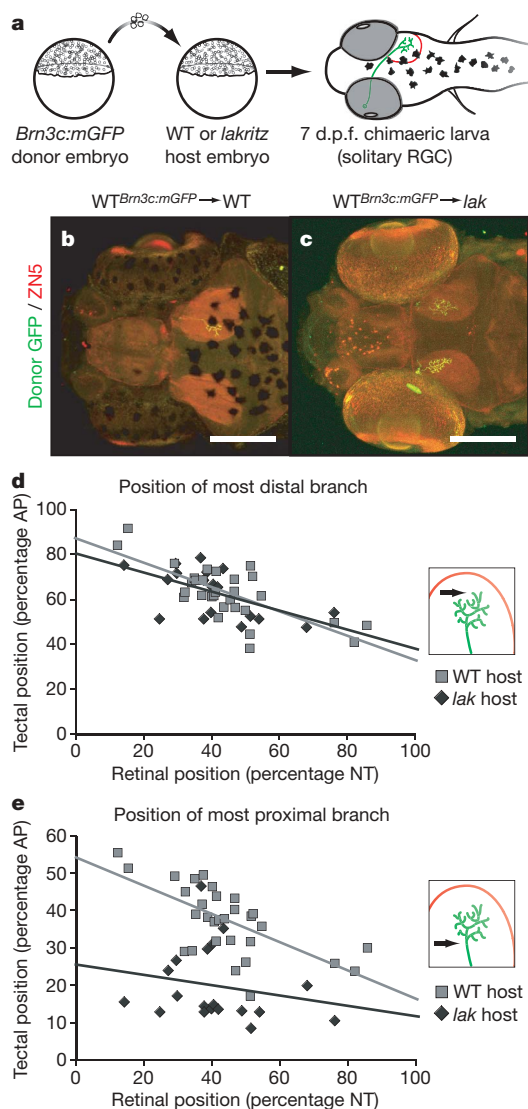 a
Brn3c:mGFP
donor embryo
WT or lakritz
host embryo
7 d.p.f. chimaeric larva
(solitary RGC)
WT^Brn3c:mGFP → WT
WT^Brn3c:mGFP → lak
Donor GFP / ZN5
b
c
d
Position of most distal branch
Tectal position (percentage AP)
100
80
60
40
20
0
0
20
40
60
80
100
Retinal position (percentage NT)
WT host
lak host
e
Position of most proximal branch
Tectal position (percentage AP)
60
50
40
30
20
10
0
0
20
40
60
80
100
Retinal position (percentage NT)
WT host
lak host